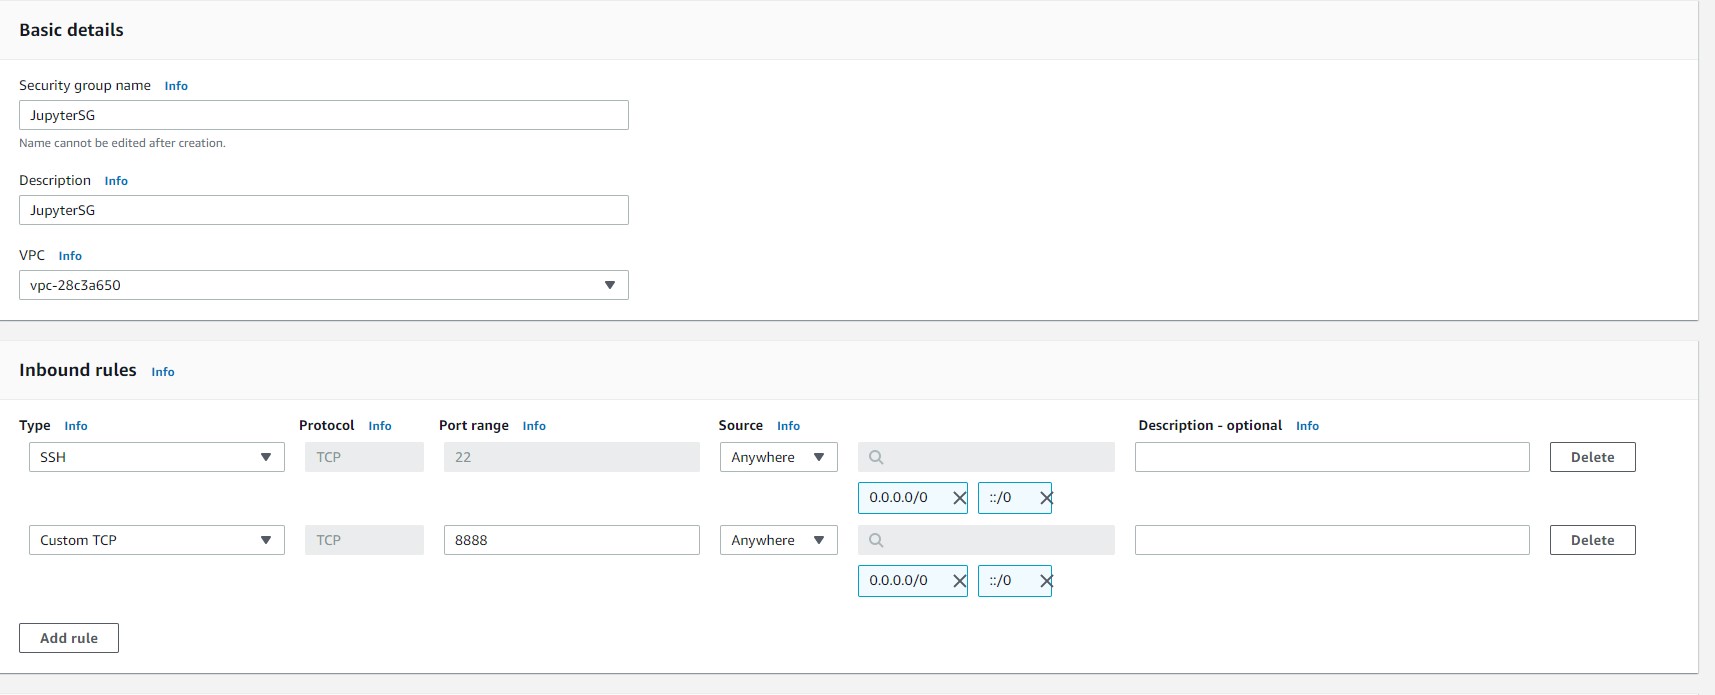 Basic details
Security group name Info
JupyterSG
Name cannot be edited after creation.
Description Info
JupyterSG
VPC Info
vpc-28c3a650
Inbound rules Info
Type Info Protocol Info Port range Info Source Info Description - optional Info
SSH TCP 22 Anywhere Delete
0.0.0.0/0 ::/0
Custom TCP TCP 8888 Anywhere Delete
0.0.0.0/0 ::/0
Add rule